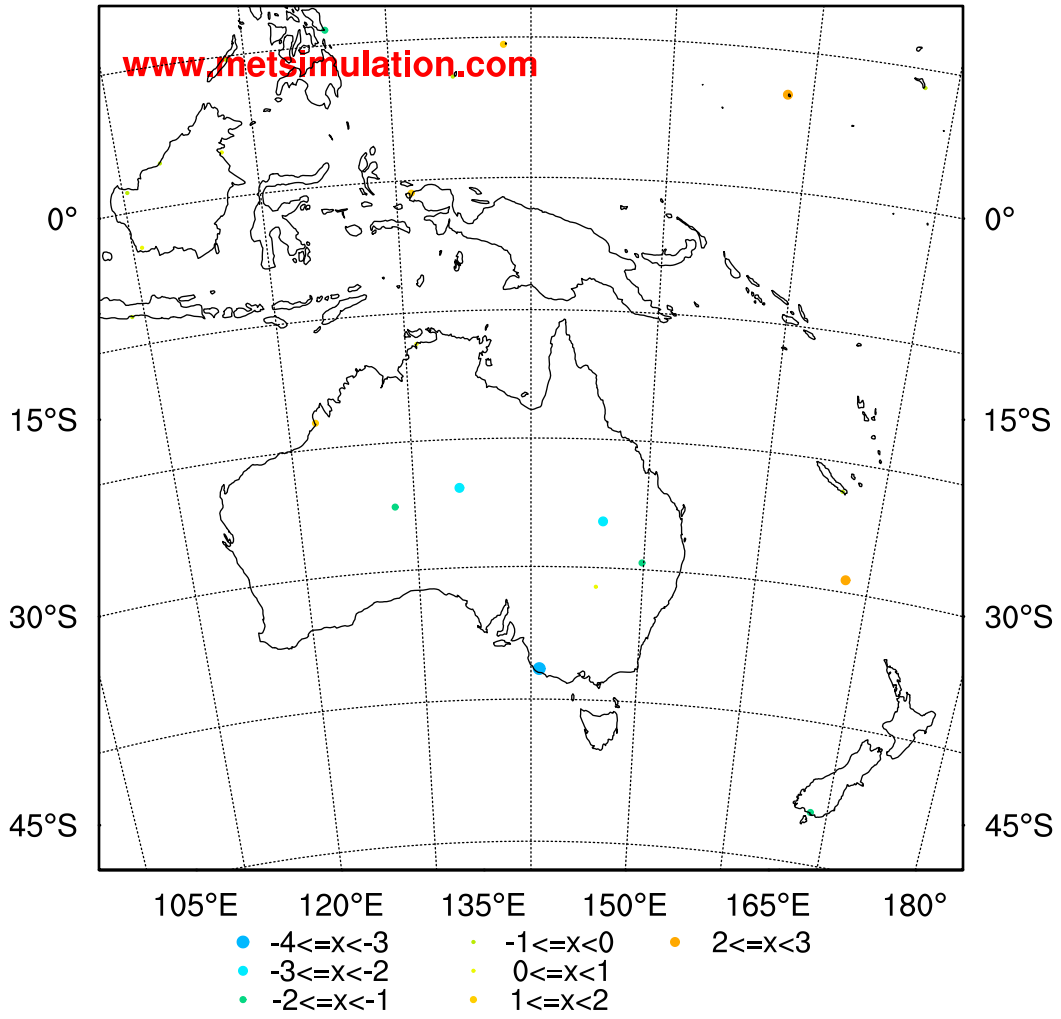 www.metsimulation.com
0° 0°
15°S 15°S
30°S 30°S
45°S 45°S
105°E 120°E 135°E 150°E 165°E 180°
-4<=x<-3 -1<=x<0 2<=x<3
-3<=x<-2 0<=x<1
-2<=x<-1 1<=x<2